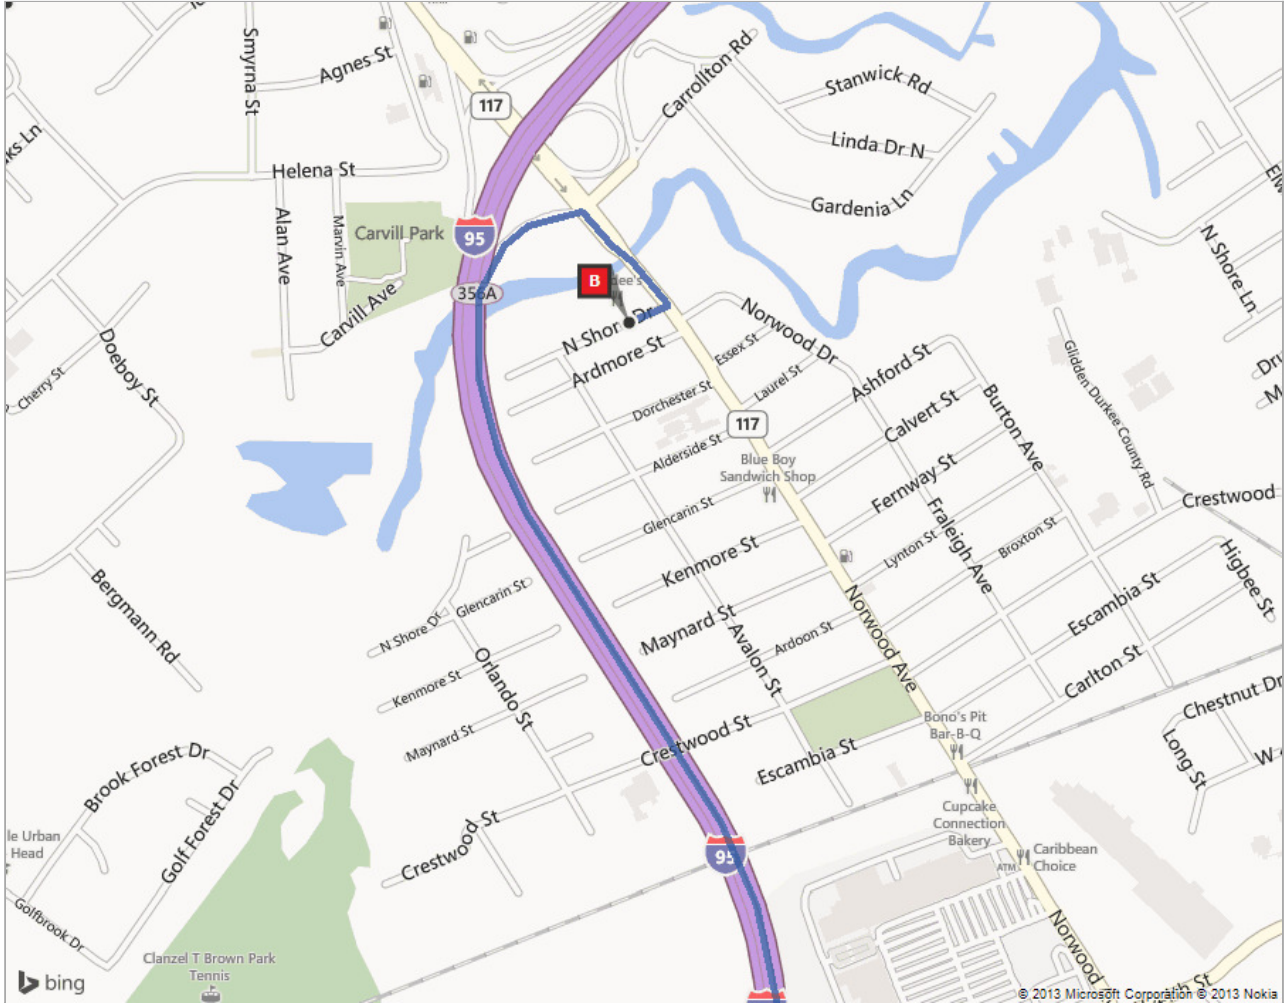 Smyrna St
Agnes St
117
Carrollton Rd
Stanwick Rd
Linda Dr N
ks Ln
Helena St
Gardenia Ln
Alan Ave
Marvin Ave
Carvill Park
95
N Shore Ln
356A
B
dee's
Carvill Ave
N Shore Dr
Norwood Dr
Ardmore St
Essex St
Doeboy St
Cherry St
Glidden Durkee County Rd
Dorchester St
Laurel St
Ashford St
Burton Ave
117
Calvert St
Alderside St
Blue Boy
Sandwich Shop
Fernway St
Glencarin St
Fraleigh Ave
Crestwood
Kenmore St
Lynton St
Broxton St
Higbee St
Bergmann Rd
Glencarin St
N Shore Dr
Norwood Ave
Escambia St
Maynard St
Ardoon St
Avalon St
Orlando St
Kenmore St
Carlton St
Chestnut Dr
Maynard St
Crestwood St
Escambia St
Bono's Pit
Bar-B-Q
Long St
Brook Forest Dr
Golf Forest Dr
Cupcake
Connection
Bakery
Crestwood St
le Urban
Head
95
ATM
Caribbean
Choice
Golfbrook Dr
Norwood
Clanzel T Brown Park
Tennis
bing
© 2013 Microsoft Corporation © 2013 Nokia